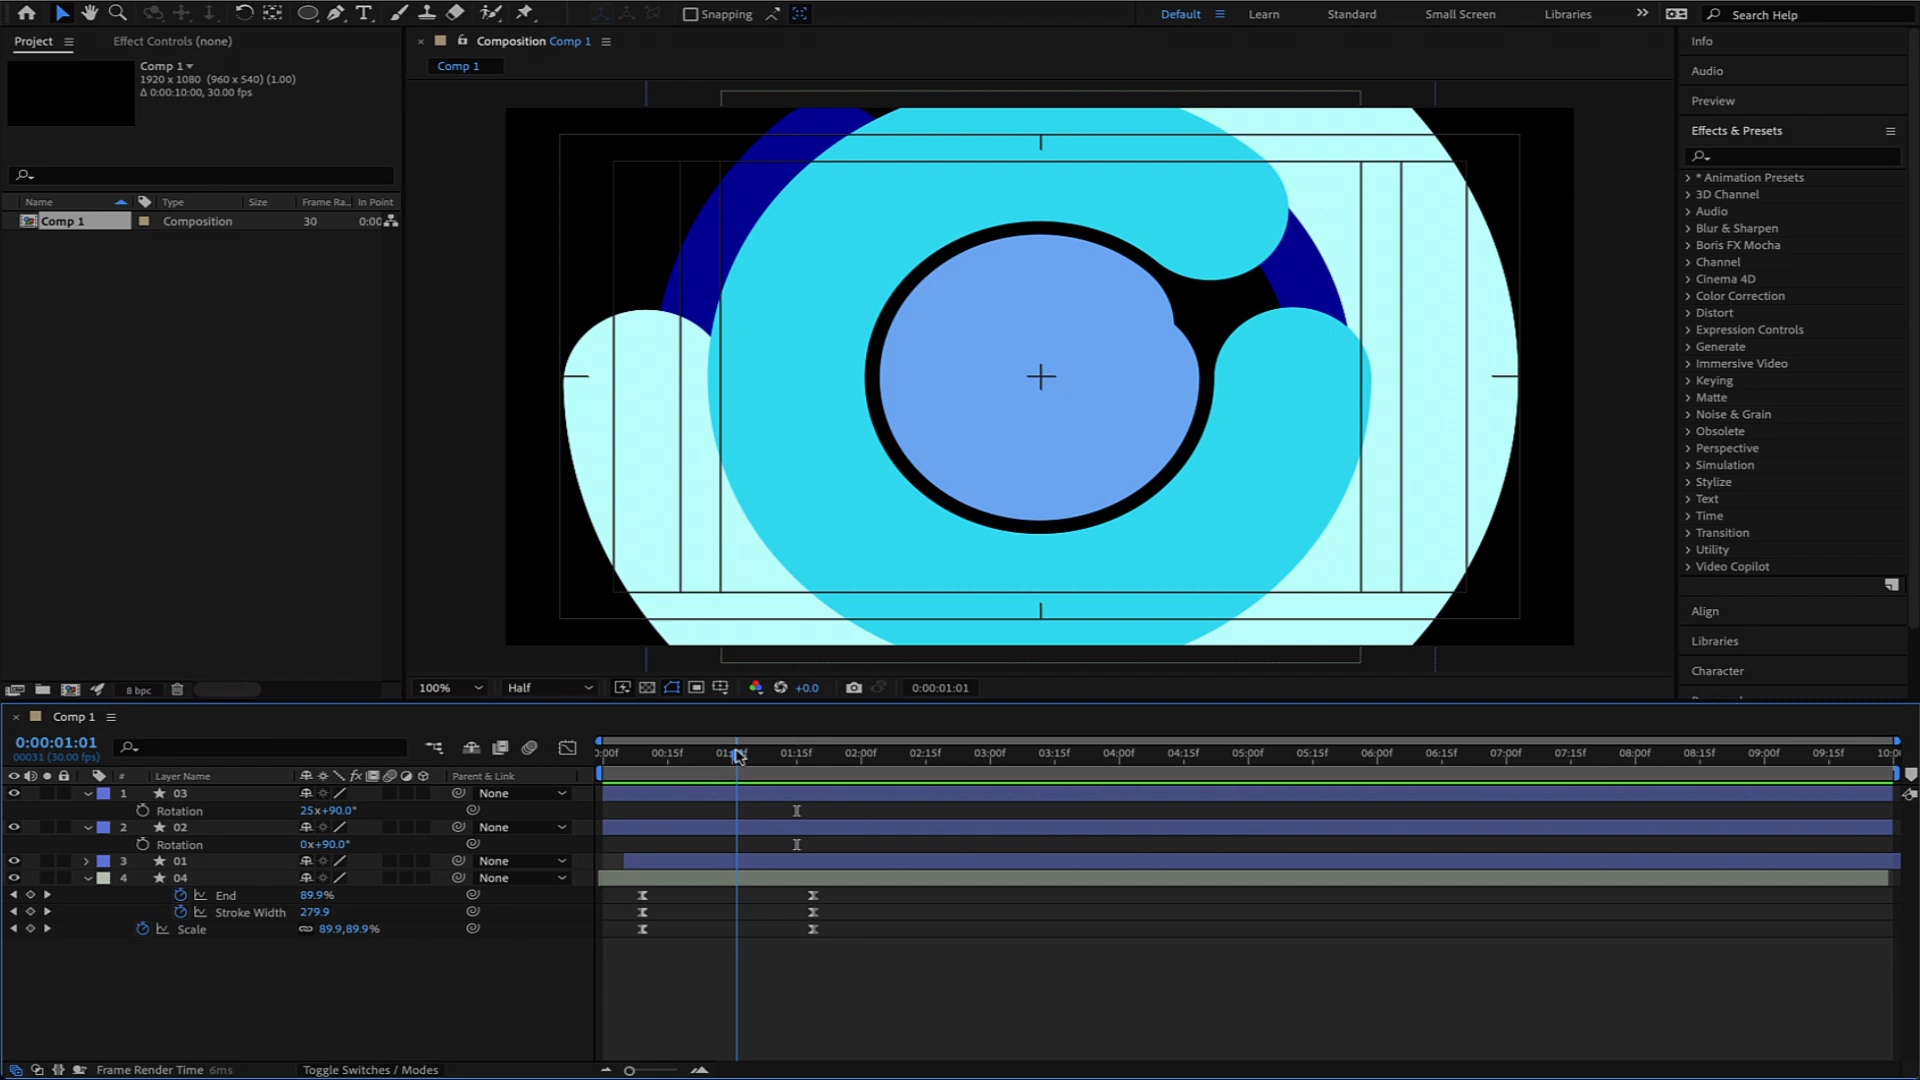 Snapping
Default
Learn
Standard
Small Screen
Libraries
Search Help
Project
Effect Controls (none)
Composition Comp 1
Comp 1
1920 x 1080 (960 x 540) (1.00)
Δ 0:00:10:00, 30.00 fps
Comp 1
Name
Type
Size
Frame Ra...
In Point
Comp 1
Composition
30
0:00
Info
Audio
Preview
Effects & Presets
* Animation Presets
3D Channel
Audio
Blur & Sharpen
Boris FX Mocha
Channel
Cinema 4D
Color Correction
Distort
Expression Controls
Generate
Immersive Video
Keying
Matte
Noise & Grain
Obsolete
Perspective
Simulation
Stylize
Text
Time
Transition
Utility
Video Copilot
Align
Libraries
Character
8 bpc
100%
Half
+0.0
0:00:01:01
Comp 1
0:00:01:01
00031 (30.00 fps)
:00f 00:15f 01:15f 02:00f 02:15f 03:00f 03:15f 04:00f 04:15f 05:00f 05:15f 06:00f 06:15f 07:00f 07:15f 08:00f 08:15f 09:00f 09:15f 10:0
# Layer Name
fx
Parent & Link
1 03 None
Rotation 25x+90.0°
2 02 None
Rotation 0x+90.0°
3 01 None
4 04 None
End 89.9%
Stroke Width 279.9
Scale 89.9,89.9%
Frame Render Time 6ms
Toggle Switches / Modes